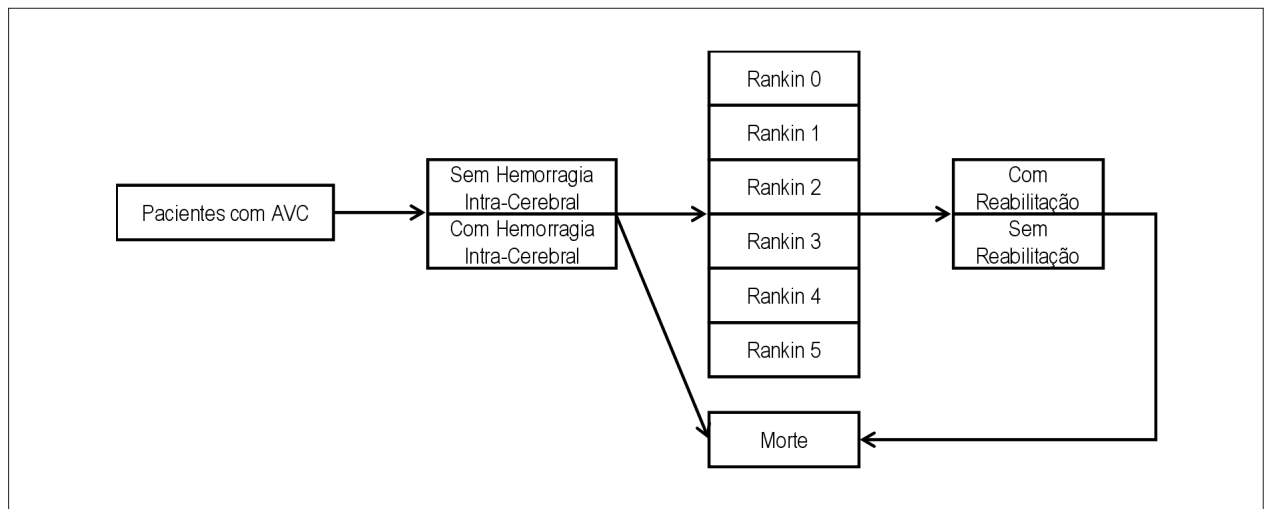 Pacientes com AVC
Sem Hemorragia
Intra-Cerebral
Com Hemorragia
Intra-Cerebral
Rankin 0
Rankin 1
Rankin 2
Rankin 3
Rankin 4
Rankin 5
Morte
Com
Reabilitação
Sem
Reabilitação